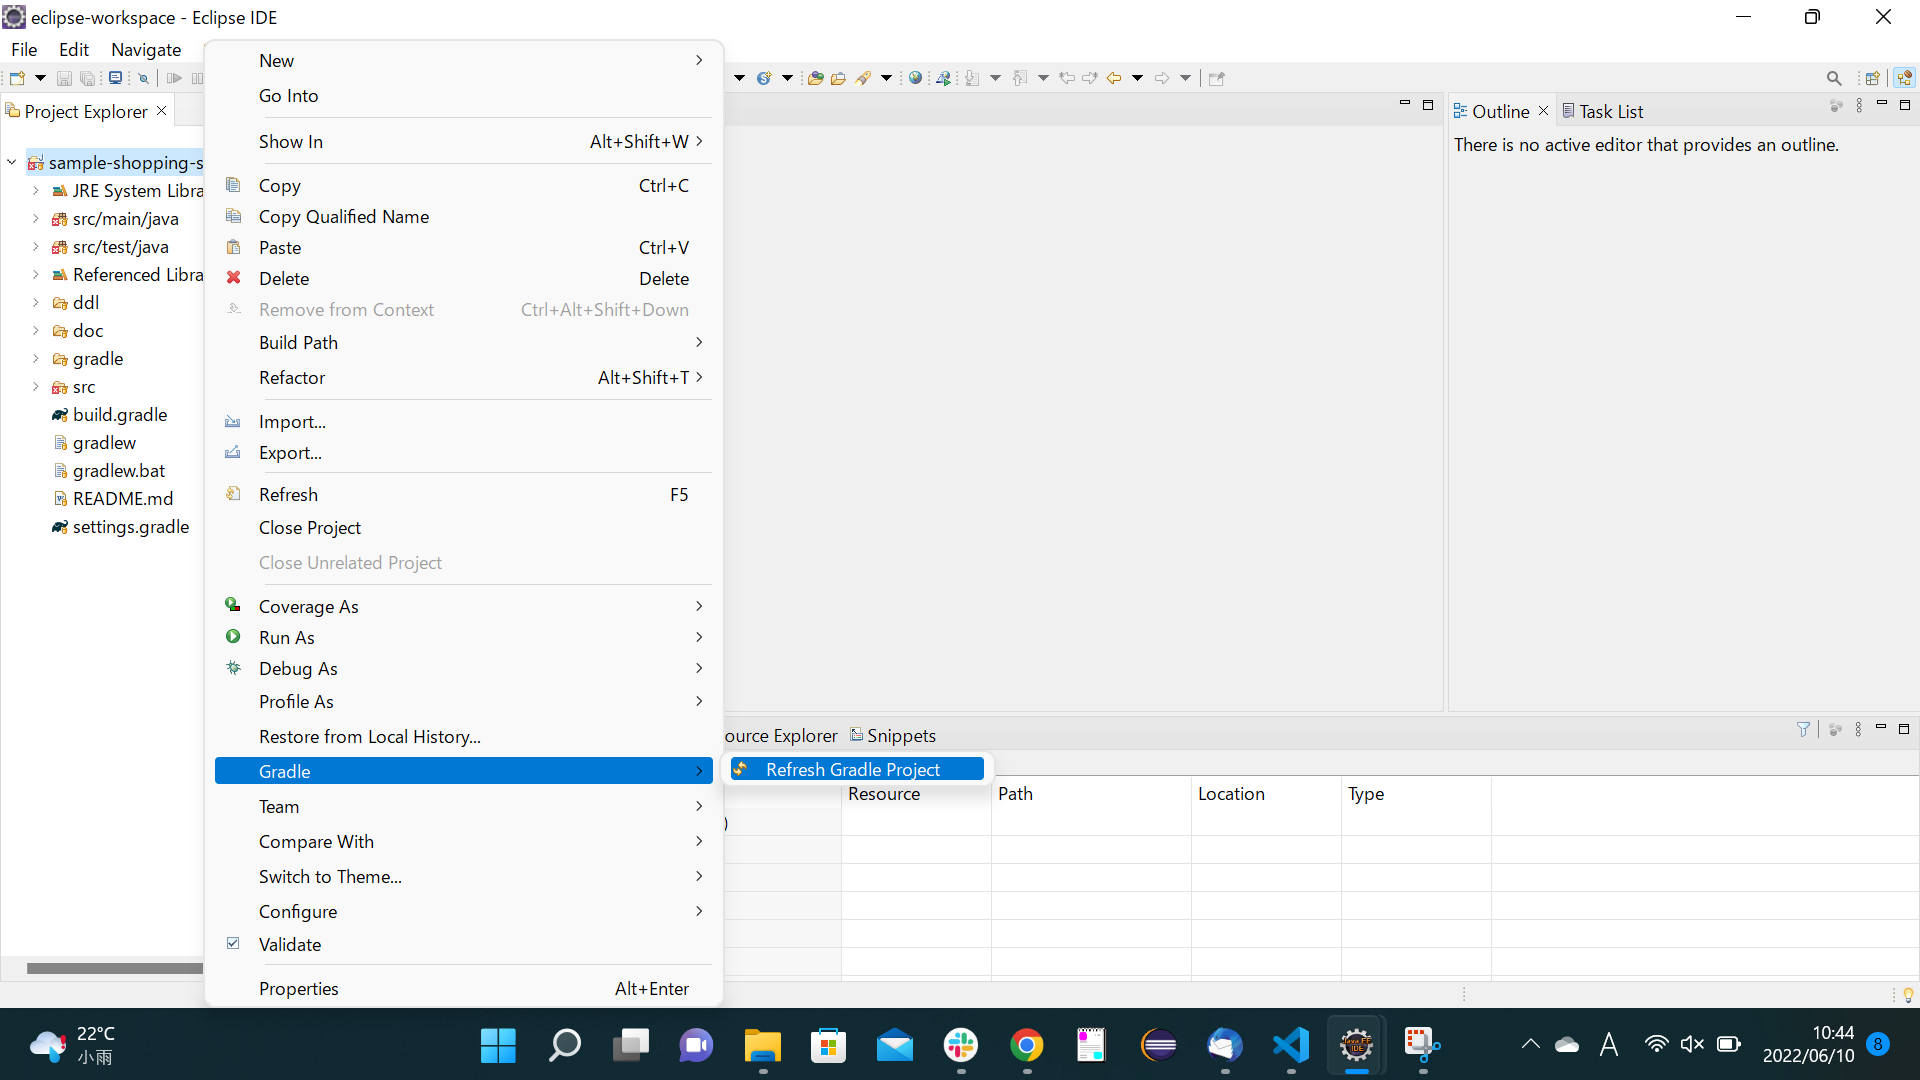 eclipse-workspace - Eclipse IDE
File Edit Navigate
Project Explorer
sample-shopping-s
JRE System Libra
src/main/java
src/test/java
Referenced Libra
ddl
doc
gradle
src
build.gradle
gradlew
gradlew.bat
README.md
settings.gradle
New
Go Into
Show In Alt+Shift+W
Copy Ctrl+C
Copy Qualified Name
Paste Ctrl+V
Delete Delete
Remove from Context Ctrl+Alt+Shift+Down
Build Path
Refactor Alt+Shift+T
Import...
Export...
Refresh F5
Close Project
Close Unrelated Project
Coverage As
Run As
Debug As
Profile As
Restore from Local History...
Gradle
Team
Compare With
Switch to Theme...
Configure
Validate
Properties Alt+Enter
Refresh Gradle Project
Outline Task List
There is no active editor that provides an outline.
ource Explorer Snippets
Resource Path Location Type
)
22°C
小雨
Java EE
IDE
A
10:44
2022/06/10
8